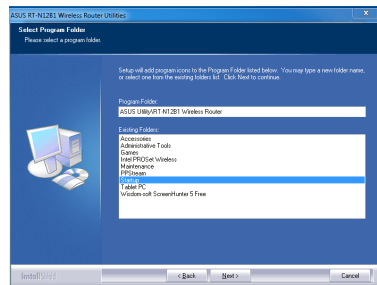 ASUS RT-N12B1 Wireless Router Utilities
Select Program Folder
Please select a program folder.
Setup will add program icons to the Program Folder listed below. You may type a new folder name,
or select one from the existing folders list. Click Next to continue.
Program Folder:
ASUS Utility\RT-N12B1 Wireless Router
Existing Folders:
Accessories
Administrative Tools
Games
Intel PROSet Wireless
Maintenance
PPStream
Startup
Tablet PC
Wisdom-soft ScreenHunter 5 Free
InstallShield
< Back
Next >
Cancel